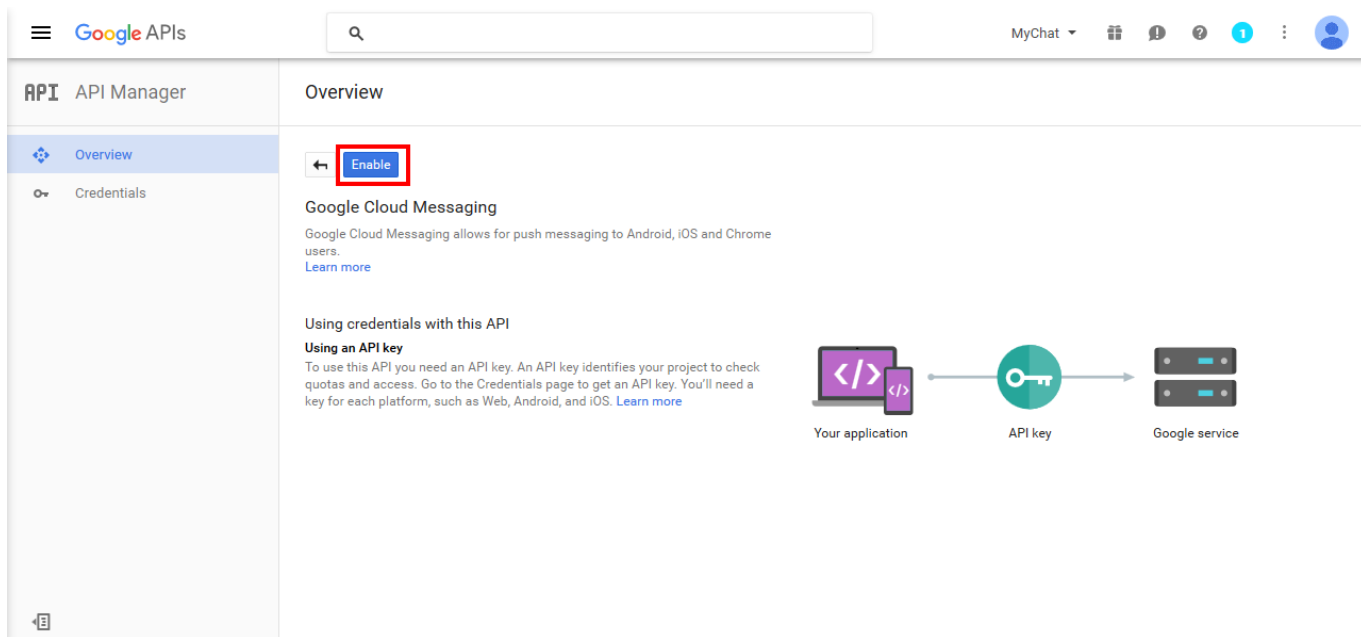 Google APIs
MyChat
1
API API Manager
Overview
Overview
Credentials
Enable
Google Cloud Messaging
Google Cloud Messaging allows for push messaging to Android, iOS and Chrome
users.
Learn more
Using credentials with this API
Using an API key
To use this API you need an API key. An API key identifies your project to check
quotas and access. Go to the Credentials page to get an API key. You'll need a
key for each platform, such as Web, Android, and iOS. Learn more
</>
</>
Your application
API key
Google service